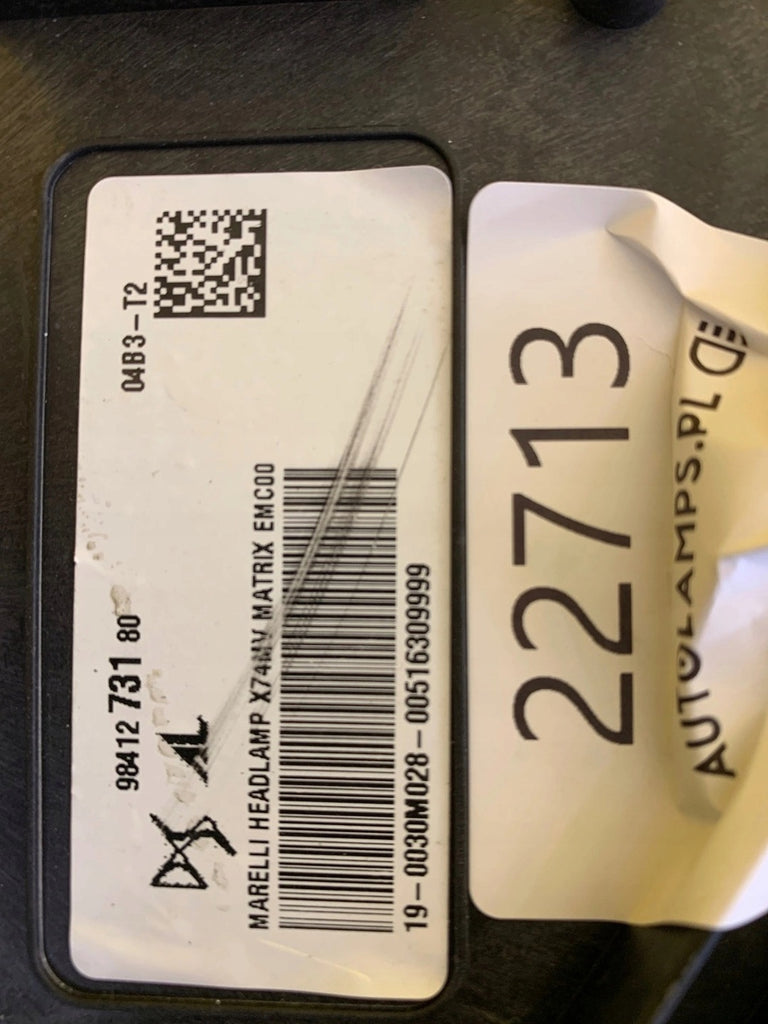 04B3-T2
98412 731 80
DS AL
MARELLI HEADLAMP X74MV MATRIX EMC00
19-0030M028-00516309999
22713
AUTOLAMPS.PL